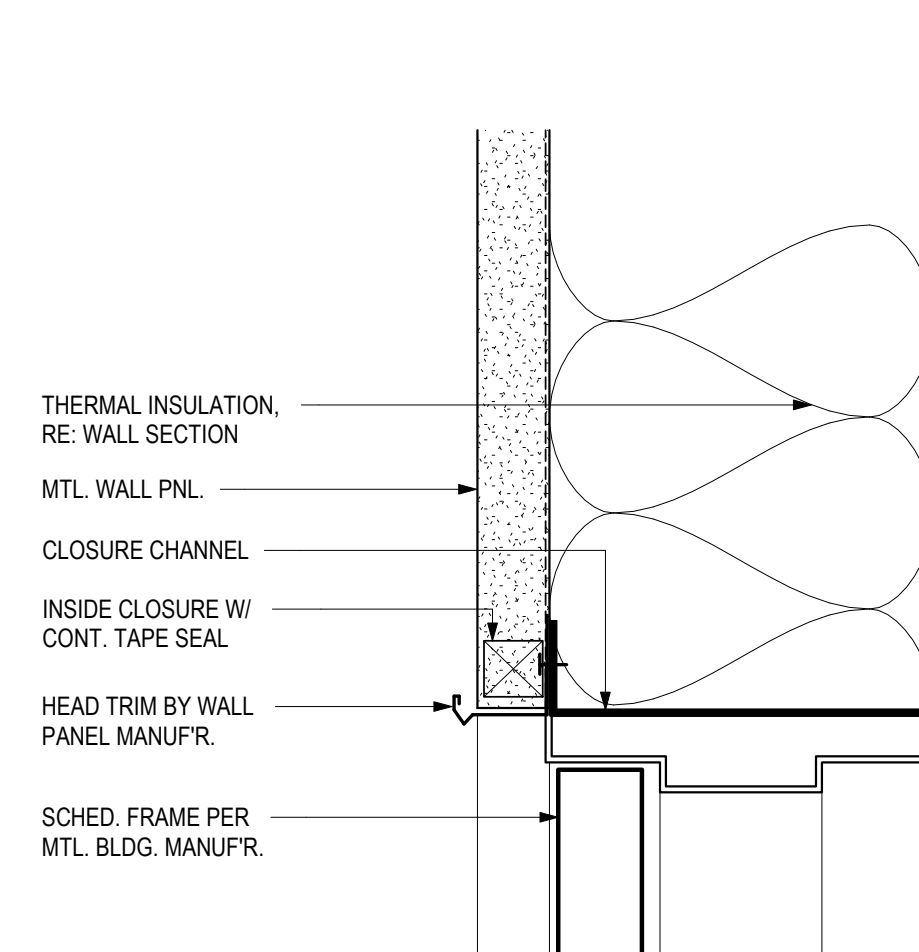 THERMAL INSULATION,
RE: WALL SECTION
MTL. WALL PNL.
CLOSURE CHANNEL
INSIDE CLOSURE W/
CONT. TAPE SEAL
HEAD TRIM BY WALL
PANEL MANUF'R.
SCHED. FRAME PER
MTL. BLDG. MANUF'R.